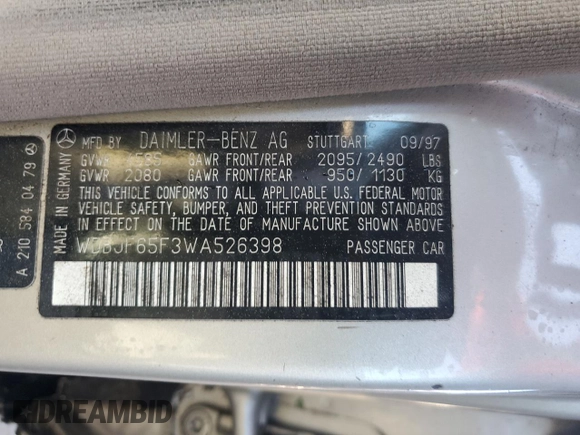 MADE IN GERMANY
A 210 584 04 79
MFD BY DAIMLER-BENZ AG STUTTGART: 09/97
GVWR GAWR FRONT/REAR 2095/2490 LBS
GVWR 2080 GAWR FRONT/REAR 950/1130 KG
THIS VEHICLE CONFORMS TO ALL APPLICABLE U.S. FEDERAL MOTOR
VEHICLE SAFETY, BUMPER, AND THEFT PREVENTION STANDARDS
IN EFFECT ON THE DATE OF MANUFACTURE SHOWN ABOVE
WDBJF65F3WA526398 PASSENGER CAR
IDREAMBID